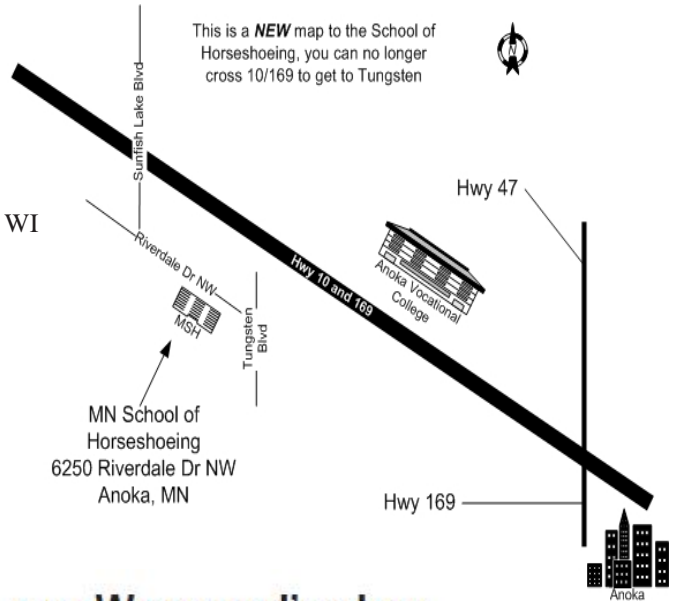 This is a NEW map to the School of
Horseshoeing, you can no longer
cross 10/169 to get to Tungsten
N
Sunfish Lake Blvd
Hwy 47
WI
Riverdale Dr NW
Hwy 10 and 169
Anoka Vocational
College
MSH
Tungsten
Blvd
MN School of
Horseshoeing
6250 Riverdale Dr NW
Anoka, MN
Hwy 169
Anoka